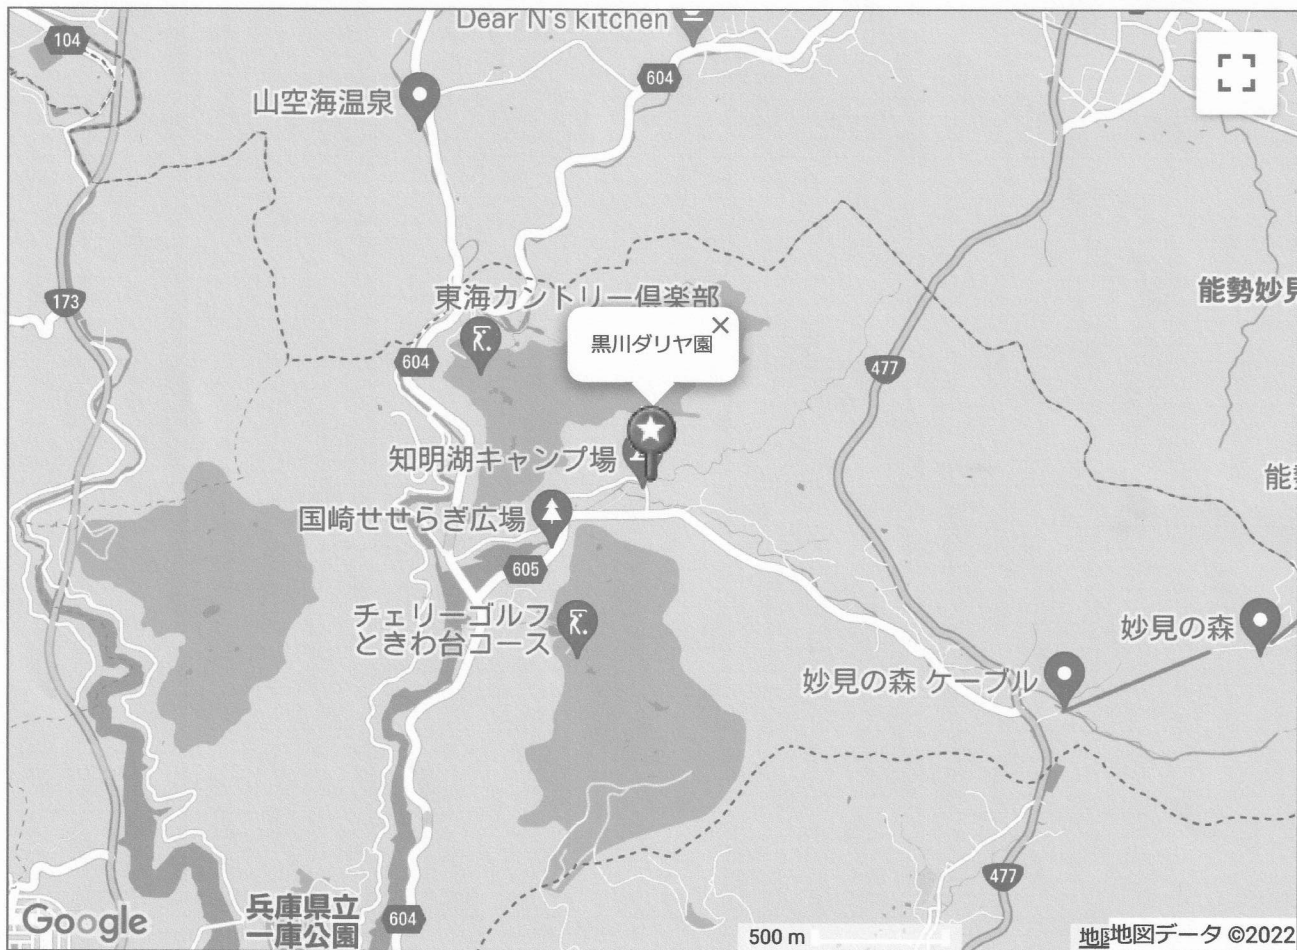 Dear N's kitchen
104
604
山空海温泉
173
東海カントリー倶楽部
能勢妙見
黒川ダリヤ園
604
477
知明湖キャンプ場
国崎せせらぎ広場
605
チェリーゴルフ
ときわ台コース
妙見の森
妙見の森 ケーブル
477
兵庫県立
一庫公園
604
Google
500 m
地図データ ©2022